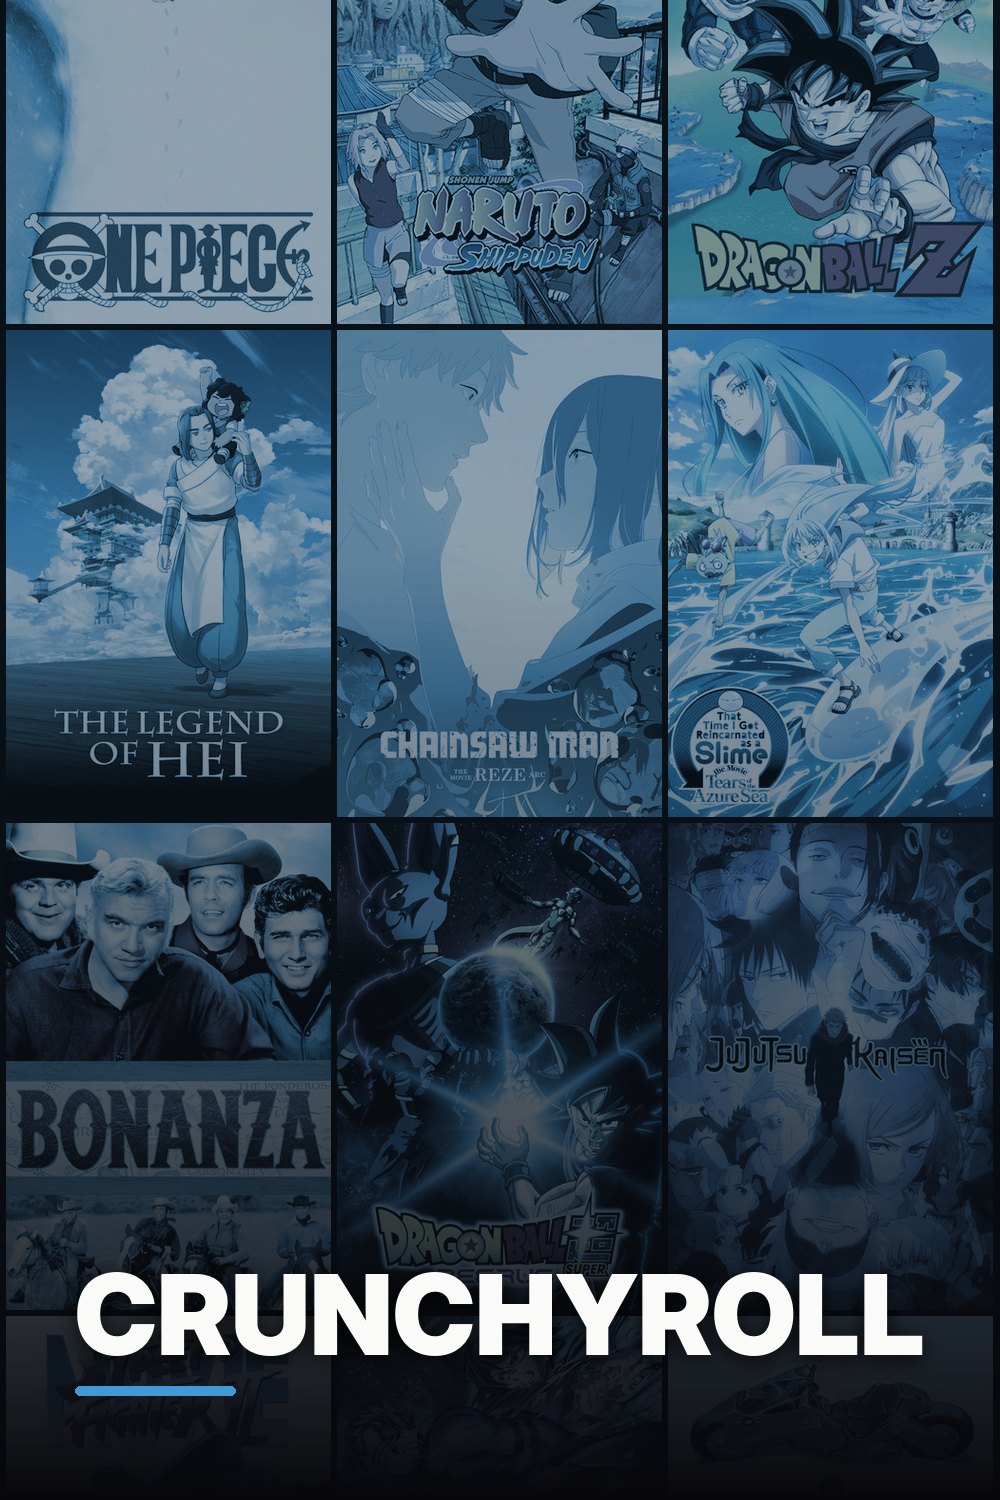 ONE PIECE
SHONEN JUMP
NARUTO
SHIPPUDEN
DRAGON BALL Z
THE LEGEND
OF HEI
CHAINSAW MAN
THE MOVIE REZE ARC
That
Time I Got
Reincarnated
as a
Slime
the Movie
Tears of the
Azure Sea
THE PONDEROS
BONANZA
DRAGON BALL 超
SUPER
JUJUTSU KAISEN
CRUNCHYROLL